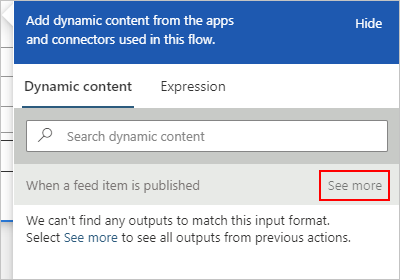 Add dynamic content from the apps
and connectors used in this flow.
Hide
Dynamic content
Expression
Search dynamic content
When a feed item is published
See more
We can't find any outputs to match this input format.
Select See more to see all outputs from previous actions.